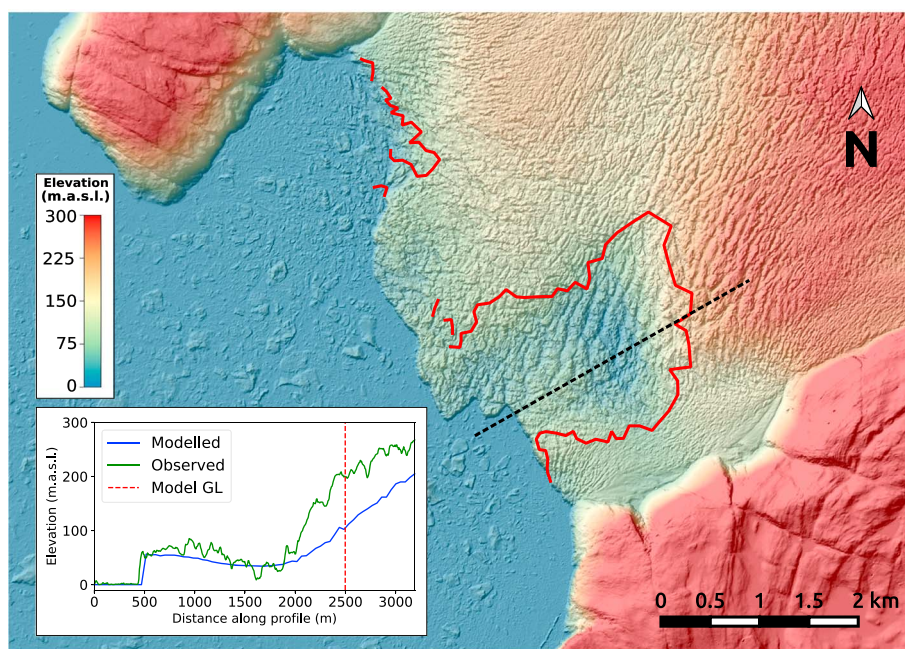 N
Elevation
(m.a.s.l.)
300
225
150
75
0
300
200
100
0
Elevation (m.a.s.l.)
Modelled
Observed
Model GL
0 500 1000 1500 2000 2500 3000
Distance along profile (m)
0 0.5 1 1.5 2 km